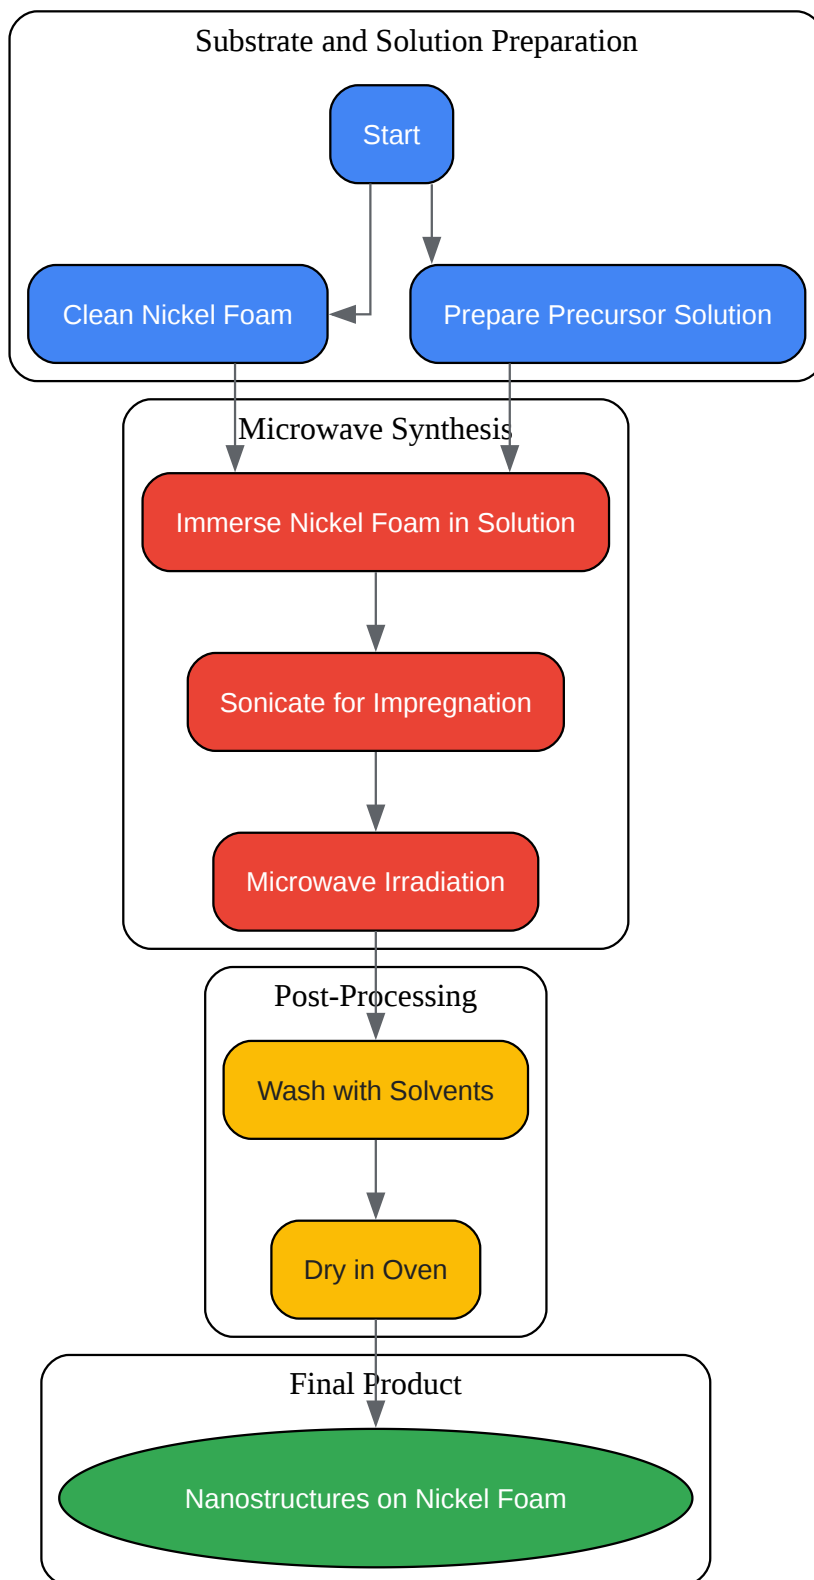 Substrate and Solution Preparation
Start
Clean Nickel Foam
Prepare Precursor Solution
Microwave Synthesis
Immerse Nickel Foam in Solution
Sonicate for Impregnation
Microwave Irradiation
Post-Processing
Wash with Solvents
Dry in Oven
Final Product
Nanostructures on Nickel Foam